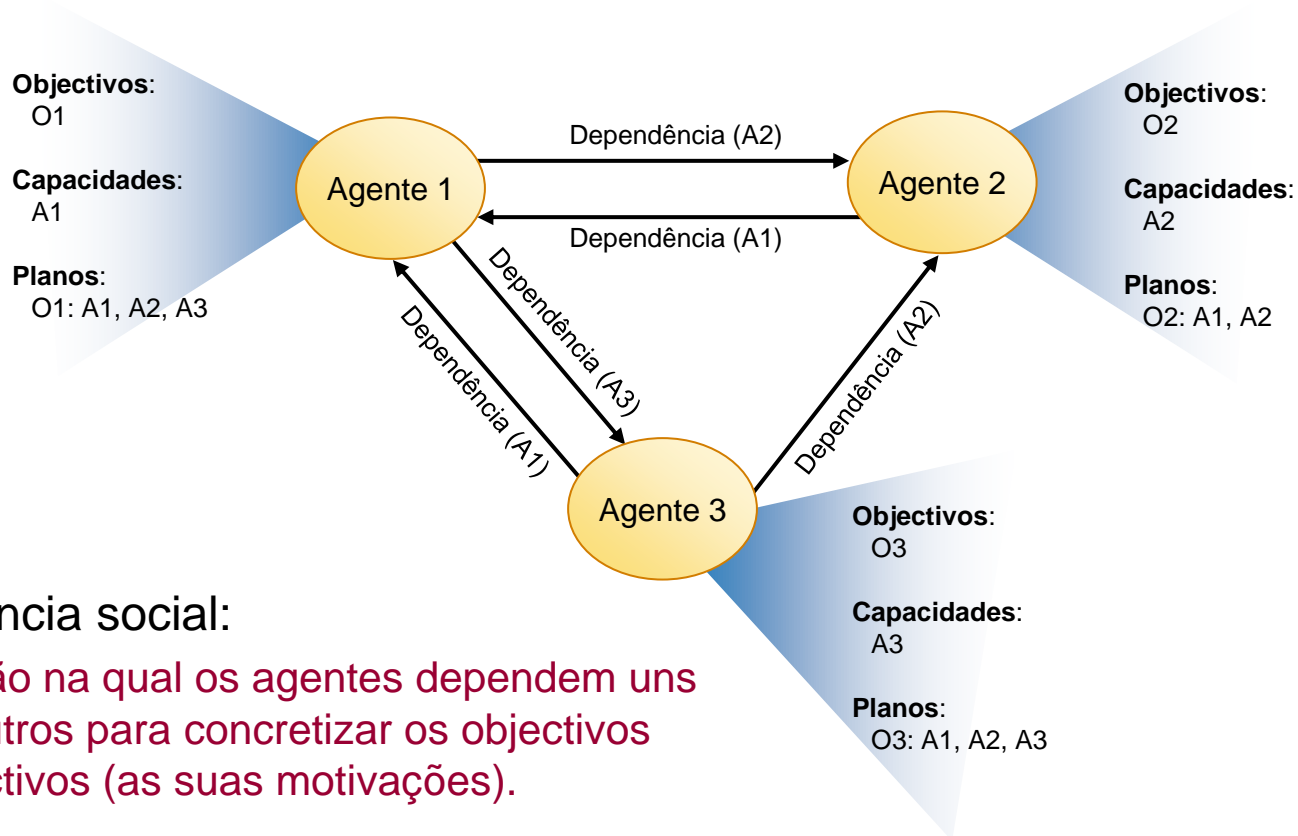 Objectivos:
O1
Capacidades:
A1
Planos:
O1: A1, A2, A3
Agente 1
Dependência (A2)
Dependência (A1)
Agente 2
Objectivos:
O2
Capacidades:
A2
Planos:
O2: A1, A2
Dependência (A3)
Dependência (A1)
Dependência (A2)
Agente 3
Objectivos:
O3
Capacidades:
A3
Planos:
O3: A1, A2, A3
ncia social:
ão na qual os agentes dependem uns
utros para concretizar os objectivos
ctivos (as suas motivações).